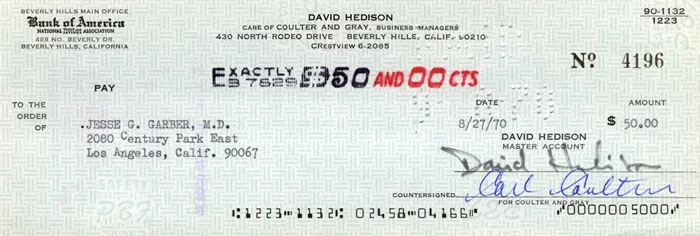 BEVERLY HILLS MAIN OFFICE
Bank of America
NATIONAL TRUST AND SAVINGS ASSOCIATION
469 NO. BEVERLY DR.
BEVERLY HILLS, CALIFORNIA
DAVID HEDISON
CARE OF COULTER AND GRAY, BUSINESS MANAGERS
430 NORTH RODEO DRIVE BEVERLY HILLS, CALIF. 90210
CRESTVIEW 6-2085
90-1132
1223
No. 4196
EXACTLY $50 AND 00 CTS
PAY
TO THE
ORDER
OF
JESSE G. GARBER, M.D.
2080 Century Park East
Los Angeles, Calif. 90067
DATE
8/27/70
AMOUNT
$ 50.00
DAVID HEDISON
MASTER ACCOUNT
David Hedison
COUNTERSIGNED
Carl Coulter
FOR COULTER AND GRAY
SAFETY
⑆1223⑉1132⑆ 02458⑉04166⑈ ⑈0000005000⑈